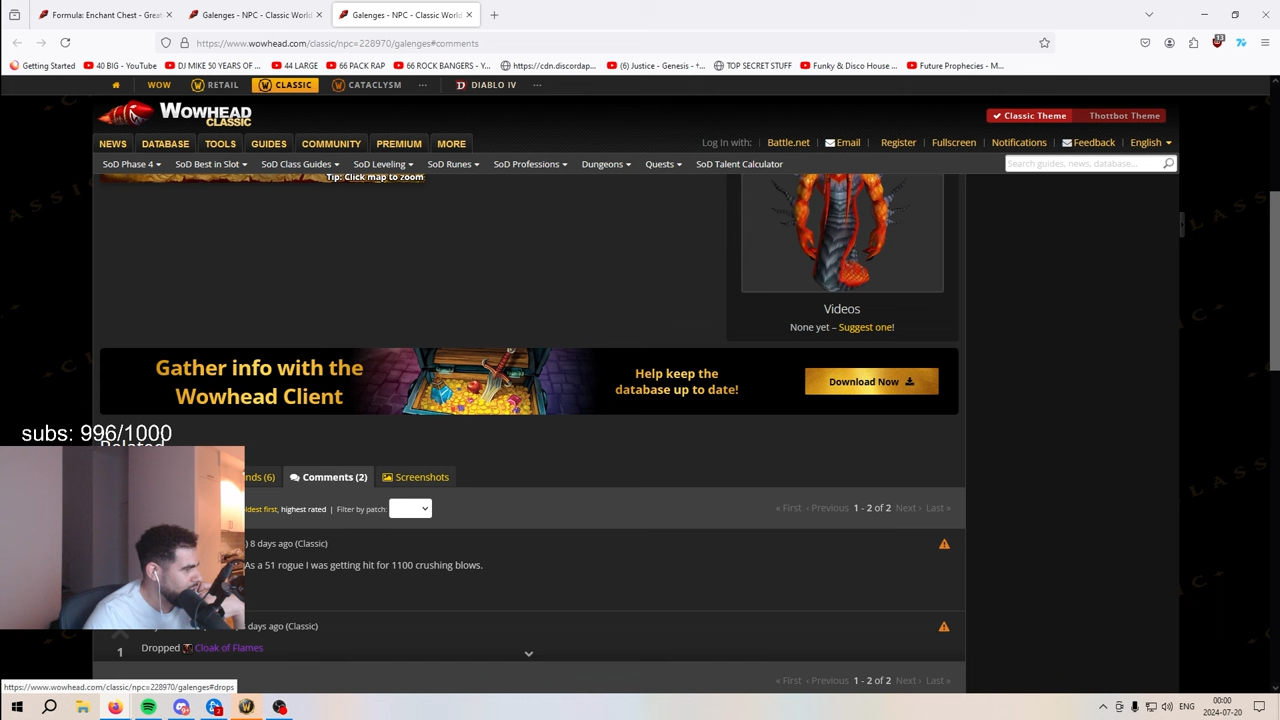 Formula: Enchant Chest - Great
Galenges - NPC - Classic World
Galenges - NPC - Classic World
https://www.wowhead.com/classic/npc=228970/galenges#comments
13
Getting Started
40 BIG - YouTube
DJ MIKE 50 YEARS OF ...
44 LARGE
66 PACK RAP
66 ROCK BANGERS - Y...
https://cdn.discordap...
(6) Justice - Genesis - +...
TOP SECRET STUFF
Funky & Disco House ...
Future Prophecies - M...
WOW
RETAIL
CLASSIC
CATACLYSM
DIABLO IV
WOWHEAD
CLASSIC
Classic Theme
Thottbot Theme
NEWS
DATABASE
TOOLS
GUIDES
COMMUNITY
PREMIUM
MORE
Log In with:
Battle.net
Email
Register
Fullscreen
Notifications
Feedback
English
SoD Phase 4
SoD Best in Slot
SoD Class Guides
SoD Leveling
SoD Runes
SoD Professions
Dungeons
Quests
SoD Talent Calculator
Search guides, news, database...
Tip: Click map to zoom
Videos
None yet – Suggest one!
Gather info with the
Wowhead Client
Help keep the
database up to date!
Download Now
subs: 996/1000
Related
nds (6)
Comments (2)
Screenshots
ldest first, highest rated | Filter by patch:
« First ‹ Previous 1 - 2 of 2 Next › Last »
) 8 days ago (Classic)
As a 51 rogue I was getting hit for 1100 crushing blows.
days ago (Classic)
1
Dropped Cloak of Flames
« First ‹ Previous 1 - 2 of 2 Next › Last »
https://www.wowhead.com/classic/npc=228970/galenges#drops
ENG
00:00
2024-07-20